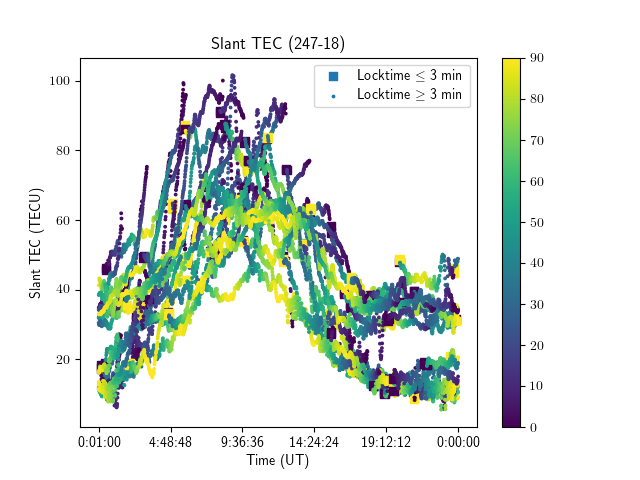 Slant TEC (247-18)
Locktime ≤ 3 min
Locktime ≥ 3 min
Slant TEC (TECU)
100
80
60
40
20
0:01:00 4:48:48 9:36:36 14:24:24 19:12:12 0:00:00
Time (UT)
90
80
70
60
50
40
30
20
10
0